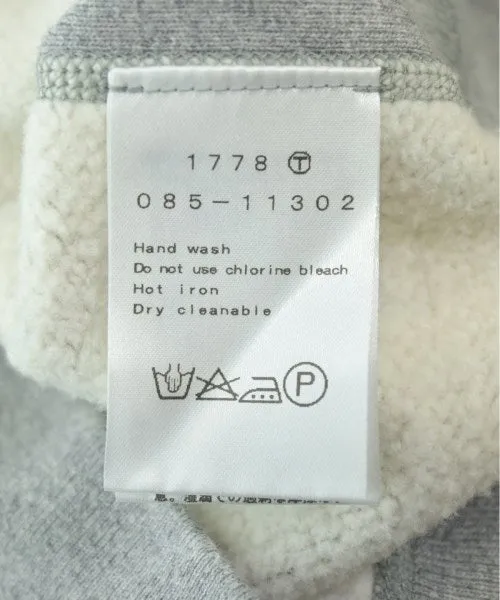 1778 Ⓣ
085-11302
Hand wash
Do not use chlorine bleach
Hot iron
Dry cleanable
P